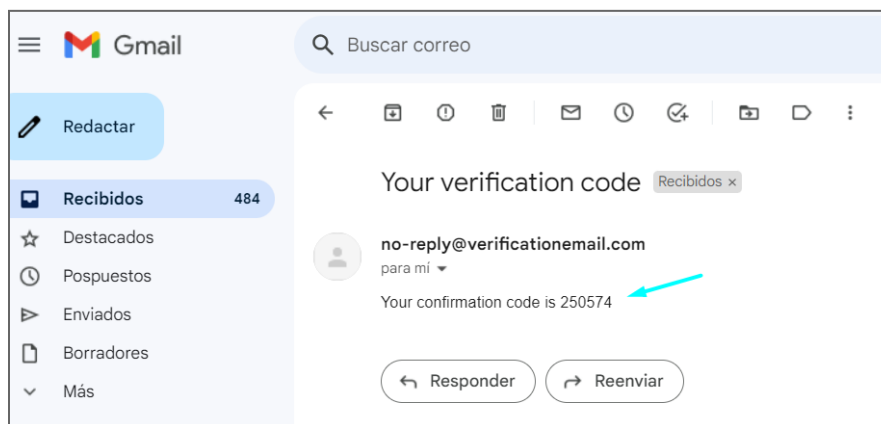 Gmail
Buscar correo
Redactar
Recibidos 484
Destacados
Pospuestos
Enviados
Borradores
Más
Your verification code Recibidos ×
no-reply@verificationemail.com
para mí
Your confirmation code is 250574
Responder Reenviar